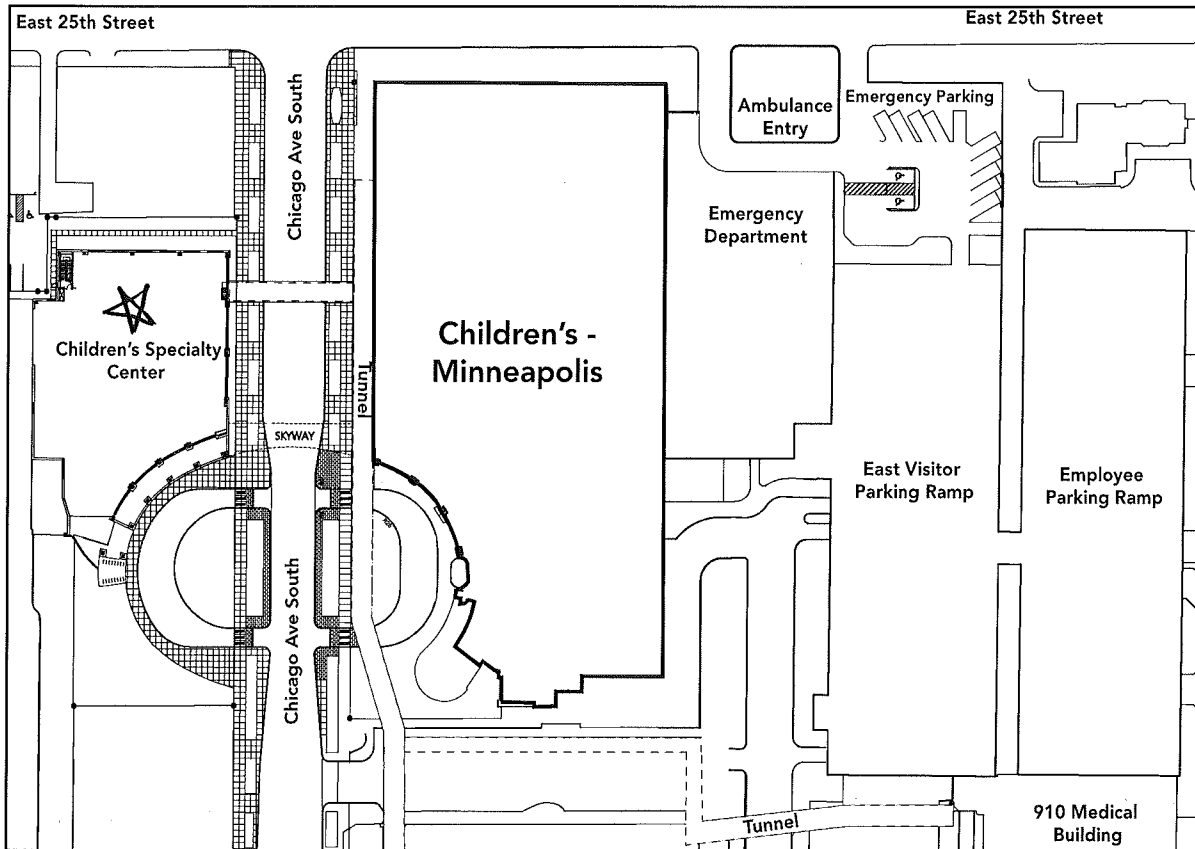 East 25th Street
East 25th Street
Chicago Ave South
Ambulance
Entry
Emergency Parking
Emergency
Department
Children's Specialty
Center
Children's -
Minneapolis
Tunnel
SKYWAY
East Visitor
Parking Ramp
Employee
Parking Ramp
Chicago Ave South
Tunnel
910 Medical
Building